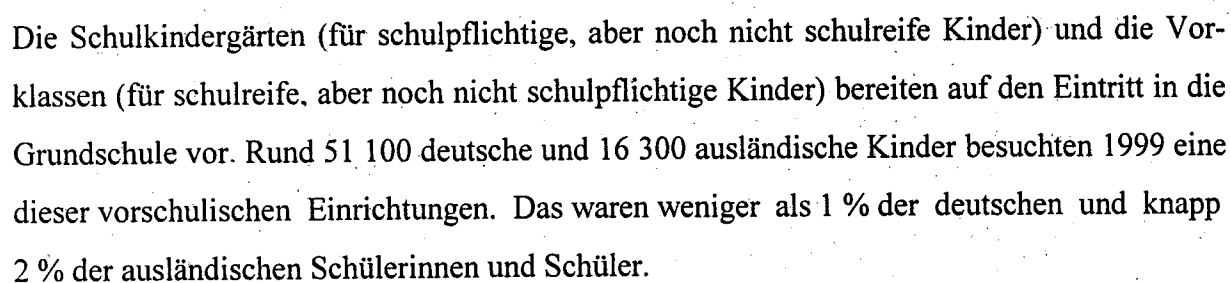 Die Schulkindergärten (für schulpflichtige, aber noch nicht schulreife Kinder) und die Vor-
klassen (für schulreife, aber noch nicht schulpflichtige Kinder) bereiten auf den Eintritt in die
Grundschule vor. Rund 51 100 deutsche und 16 300 ausländische Kinder besuchten 1999 eine
dieser vorschulischen Einrichtungen. Das waren weniger als 1 % der deutschen und knapp
2 % der ausländischen Schülerinnen und Schüler.